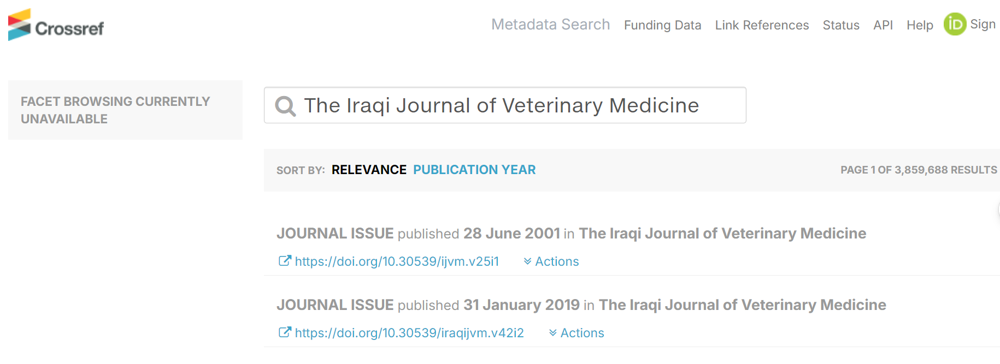 Crossref
Metadata Search Funding Data Link References Status API Help iD Sign
FACET BROWSING CURRENTLY
UNAVAILABLE
The Iraqi Journal of Veterinary Medicine
SORT BY: RELEVANCE PUBLICATION YEAR PAGE 1 OF 3,859,688 RESULTS
JOURNAL ISSUE published 28 June 2001 in The Iraqi Journal of Veterinary Medicine
https://doi.org/10.30539/ijvm.v25i1 Actions
JOURNAL ISSUE published 31 January 2019 in The Iraqi Journal of Veterinary Medicine
https://doi.org/10.30539/iraqijvm.v42i2 Actions